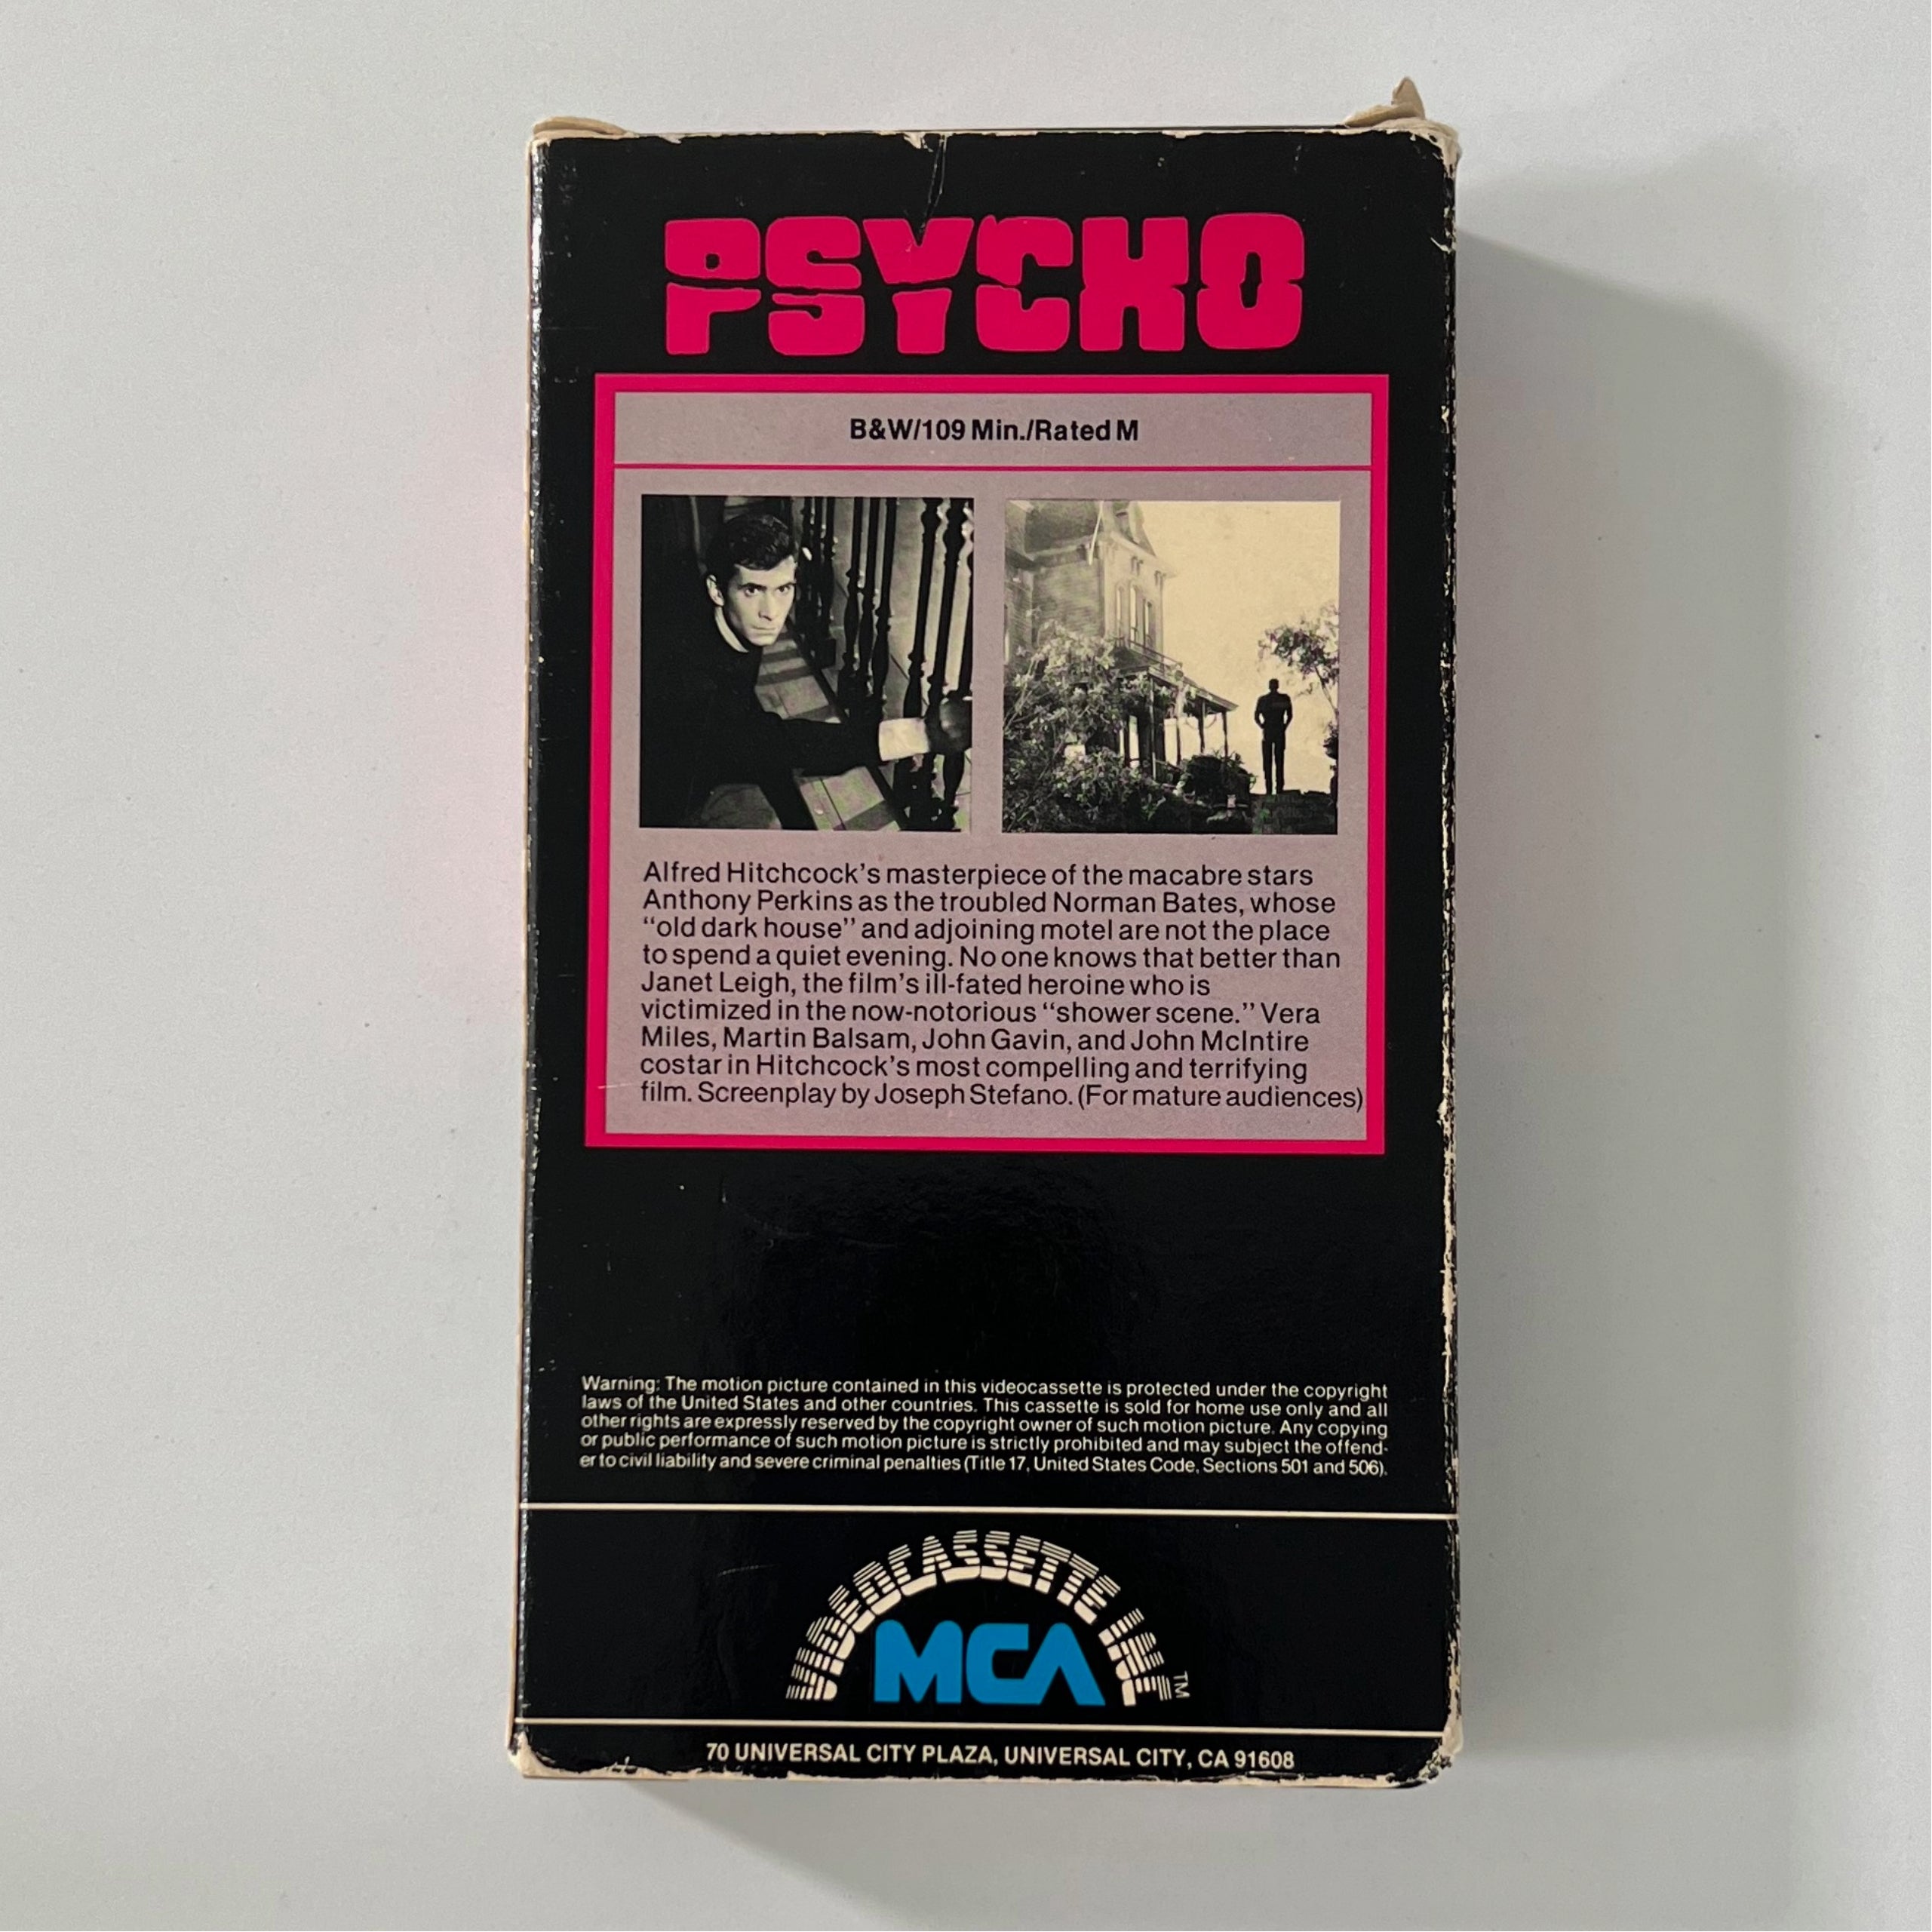 PSYCHO
B&W/109 Min./Rated M
Alfred Hitchcock's masterpiece of the macabre stars
Anthony Perkins as the troubled Norman Bates, whose
“old dark house” and adjoining motel are not the place
to spend a quiet evening. No one knows that better than
Janet Leigh, the film's ill-fated heroine who is
victimized in the now-notorious “shower scene.” Vera
Miles, Martin Balsam, John Gavin, and John McIntire
costar in Hitchcock's most compelling and terrifying
film. Screenplay by Joseph Stefano. (For mature audiences)
Warning: The motion picture contained in this videocassette is protected under the copyright
laws of the United States and other countries. This cassette is sold for home use only and all
other rights are expressly reserved by the copyright owner of such motion picture. Any copying
or public performance of such motion picture is strictly prohibited and may subject the offend-
er to civil liability and severe criminal penalties (Title 17, United States Code, Sections 501 and 506).
VIDEOCASSETTE INC
MCA
TM
70 UNIVERSAL CITY PLAZA, UNIVERSAL CITY, CA 91608